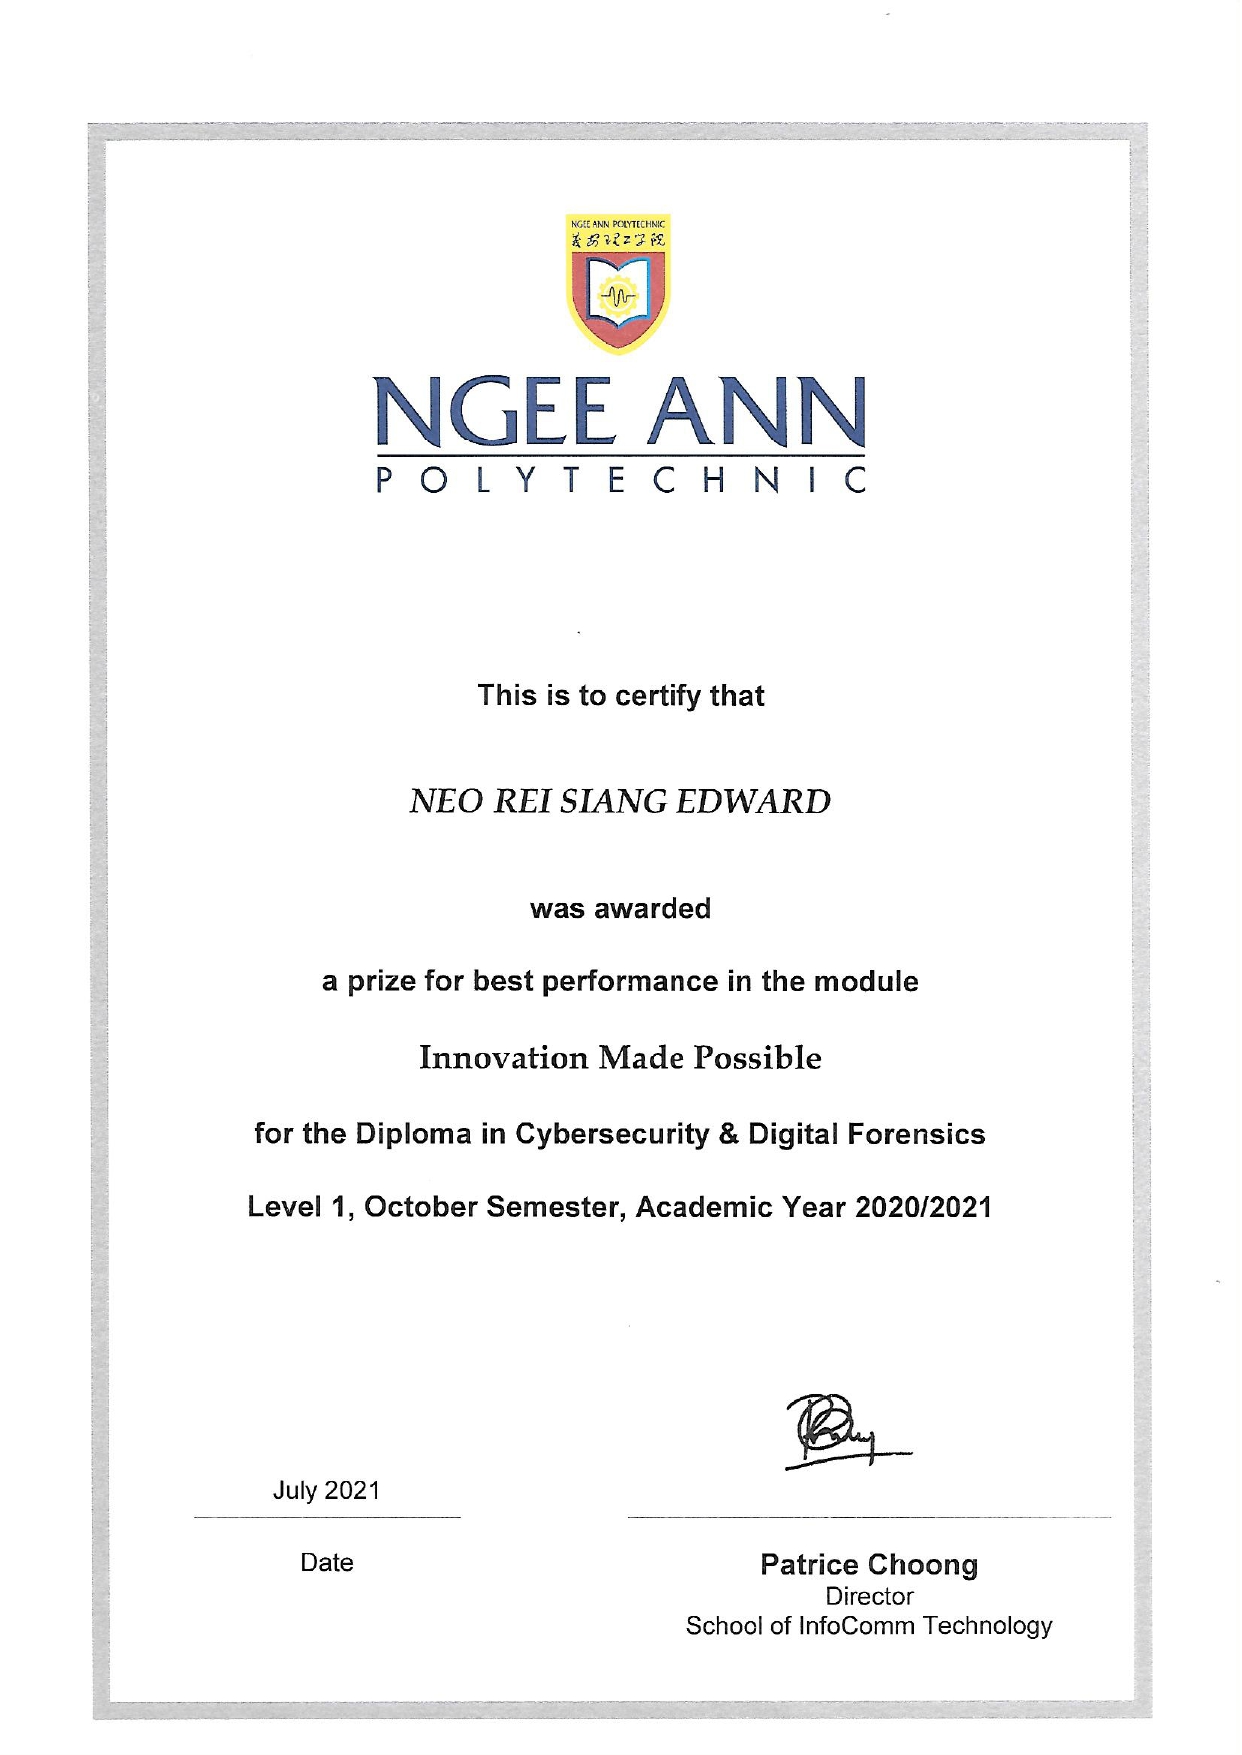 NGEE ANN POLYTECHNIC
義安理工学院
NGEE ANN
POLYTECHNIC
This is to certify that
NEO REI SIANG EDWARD
was awarded
a prize for best performance in the module
Innovation Made Possible
for the Diploma in Cybersecurity & Digital Forensics
Level 1, October Semester, Academic Year 2020/2021
July 2021
Date
Patrice Choong
Director
School of InfoComm Technology